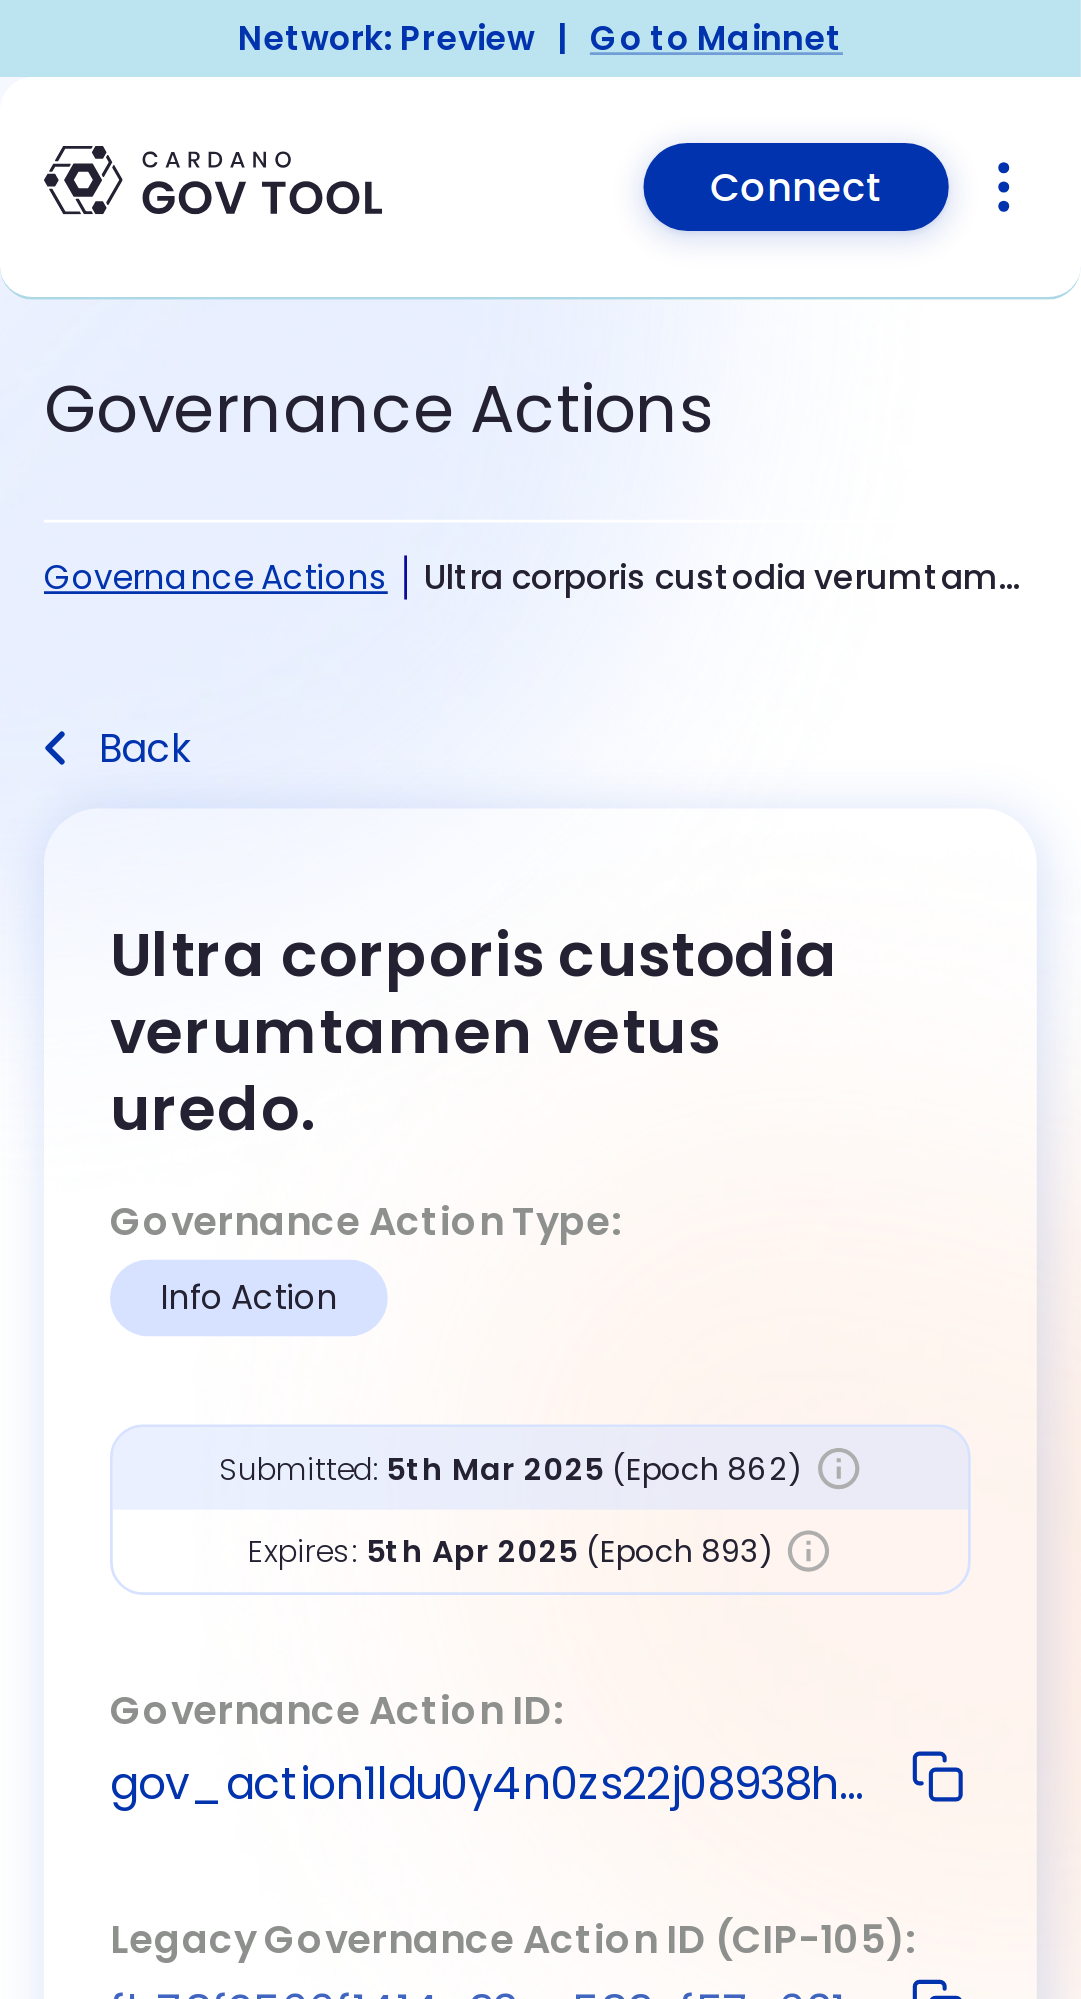 Network: Preview | Go to Mainnet
CARDANO
GOV TOOL
Connect
Governance Actions
Governance Actions | Ultra corporis custodia verumtam...
Back
Ultra corporis custodia
verumtamen vetus
uredo.
Governance Action Type:
Info Action
Submitted: 5th Mar 2025 (Epoch 862)
Expires: 5th Apr 2025 (Epoch 893)
Governance Action ID:
gov_action1ldu0y4n0zs22j08938h...
Legacy Governance Action ID (CIP-105):